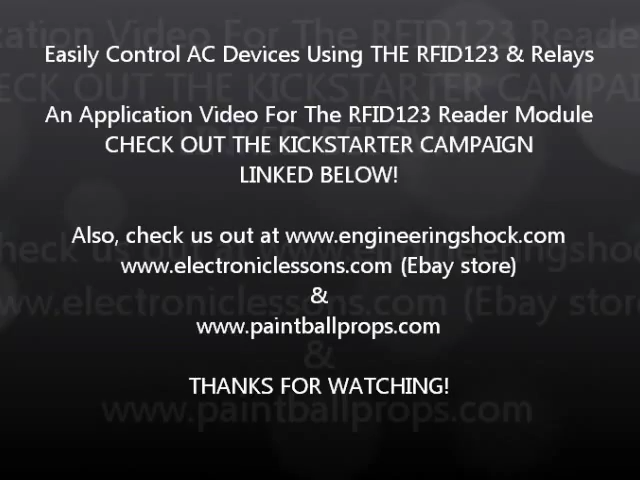 Easily Control AC Devices Using THE RFID123 & Relays
An Application Video For The RFID123 Reader Module
CHECK OUT THE KICKSTARTER CAMPAIGN
LINKED BELOW!
Also, check us out at www.engineeringshock.com
www.electroniclessons.com (Ebay store)
&
www.paintballprops.com
THANKS FOR WATCHING!